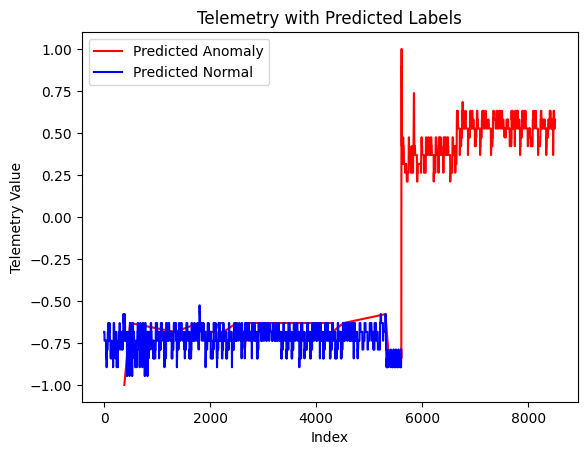 Telemetry with Predicted Labels
Predicted Anomaly
Predicted Normal
1.00
0.75
0.50
0.25
0.00
−0.25
−0.50
−0.75
−1.00
Telemetry Value
0 2000 4000 6000 8000
Index